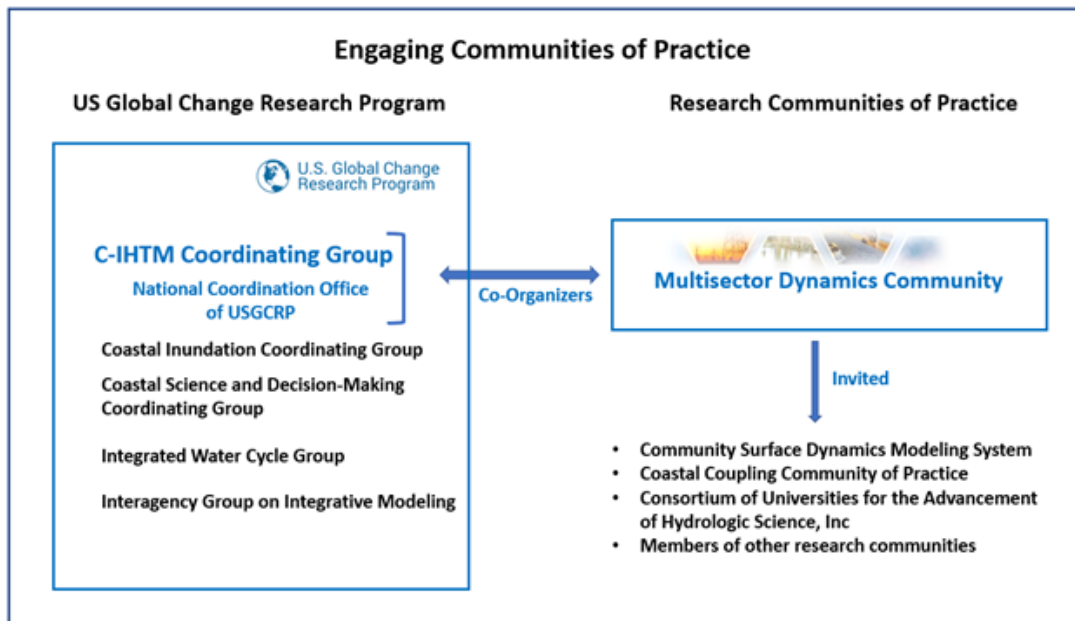 Engaging Communities of Practice
US Global Change Research Program
U.S. Global Change
Research Program
C-IHTM Coordinating Group
National Coordination Office
of USGCRP
Coastal Inundation Coordinating Group
Coastal Science and Decision-Making
Coordinating Group
Integrated Water Cycle Group
Interagency Group on Integrative Modeling
Co-Organizers
Research Communities of Practice
Multisector Dynamics Community
Invited
• Community Surface Dynamics Modeling System
• Coastal Coupling Community of Practice
• Consortium of Universities for the Advancement
of Hydrologic Science, Inc
• Members of other research communities